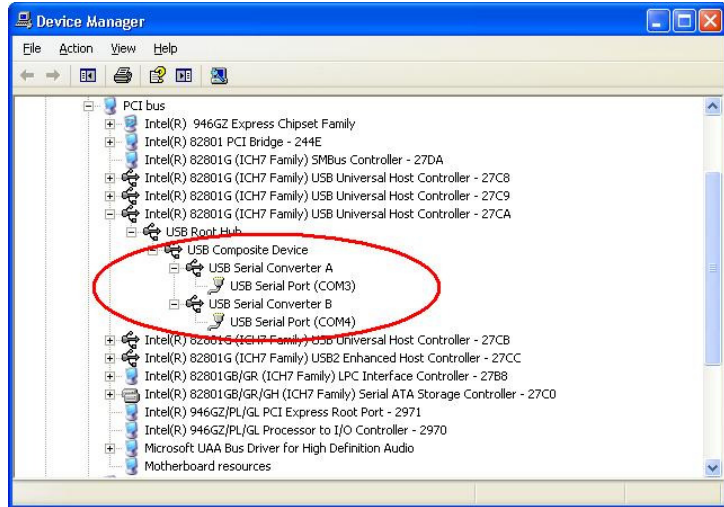 Device Manager
File Action View Help
PCI bus
Intel(R) 946GZ Express Chipset Family
Intel(R) 82801 PCI Bridge - 244E
Intel(R) 82801G (ICH7 Family) SMBus Controller - 27DA
Intel(R) 82801G (ICH7 Family) USB Universal Host Controller - 27C8
Intel(R) 82801G (ICH7 Family) USB Universal Host Controller - 27C9
Intel(R) 82801G (ICH7 Family) USB Universal Host Controller - 27CA
USB Root Hub
USB Composite Device
USB Serial Converter A
USB Serial Port (COM3)
USB Serial Converter B
USB Serial Port (COM4)
Intel(R) 82801G (ICH7 Family) USB Universal Host Controller - 27CB
Intel(R) 82801G (ICH7 Family) USB2 Enhanced Host Controller - 27CC
Intel(R) 82801GB/GR (ICH7 Family) LPC Interface Controller - 27B8
Intel(R) 82801GB/GR/GH (ICH7 Family) Serial ATA Storage Controller - 27C0
Intel(R) 946GZ/PL/GL PCI Express Root Port - 2971
Intel(R) 946GZ/PL/GL Processor to I/O Controller - 2970
Microsoft UAA Bus Driver for High Definition Audio
Motherboard resources